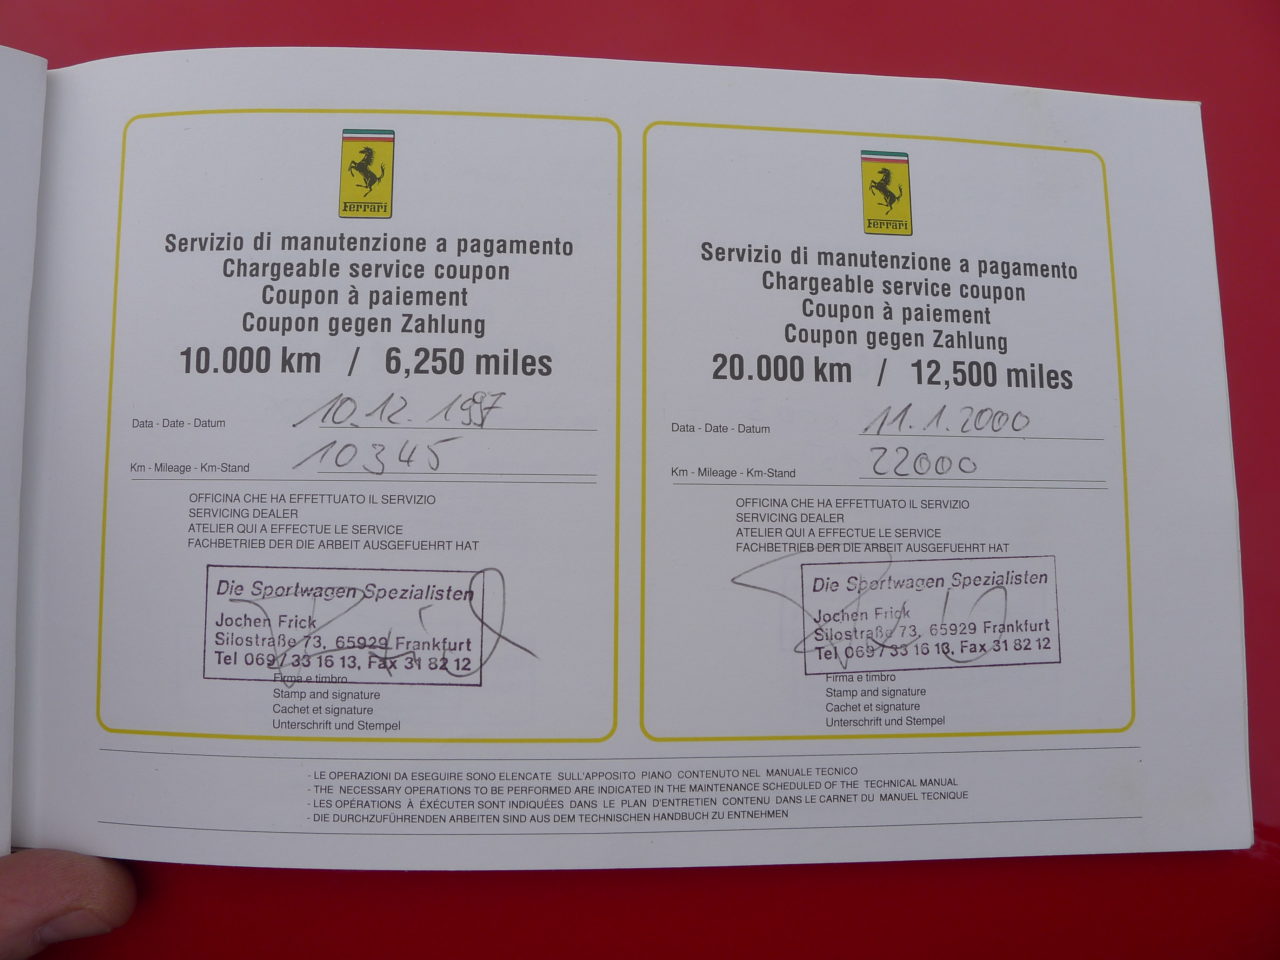 Ferrari
Servizio di manutenzione a pagamento
Chargeable service coupon
Coupon à paiement
Coupon gegen Zahlung
10.000 km / 6,250 miles
Data - Date - Datum 10.12.1997
Km - Mileage - Km-Stand 10345
OFFICINA CHE HA EFFETTUATO IL SERVIZIO
SERVICING DEALER
ATELIER QUI A EFFECTUE LE SERVICE
FACHBETRIEB DER DIE ARBEIT AUSGEFUEHRT HAT
Die Sportwagen Spezialisten
Jochen Frick
Silostraße 73, 65929 Frankfurt
Tel 069/33 16 13, Fax 31 82 12
Firma e timbro
Stamp and signature
Cachet et signature
Unterschrift und Stempel
Ferrari
Servizio di manutenzione a pagamento
Chargeable service coupon
Coupon à paiement
Coupon gegen Zahlung
20.000 km / 12,500 miles
Data - Date - Datum 11.1.2000
Km - Mileage - Km-Stand 22000
OFFICINA CHE HA EFFETTUATO IL SERVIZIO
SERVICING DEALER
ATELIER QUI A EFFECTUE LE SERVICE
FACHBETRIEB DER DIE ARBEIT AUSGEFUEHRT HAT
Die Sportwagen Spezialisten
Jochen Frick
Silostraße 73, 65929 Frankfurt
Tel 069/33 16 13, Fax 31 82 12
Firma e timbro
Stamp and signature
Cachet et signature
Unterschrift und Stempel
- LE OPERAZIONI DA ESEGUIRE SONO ELENCATE SULL'APPOSITO PIANO CONTENUTO NEL MANUALE TECNICO
- THE NECESSARY OPERATIONS TO BE PERFORMED ARE INDICATED IN THE MAINTENANCE SCHEDULED OF THE TECHNICAL MANUAL
- LES OPÉRATIONS À ÉXÉCUTER SONT INDIQUÉES DANS LE PLAN D'ENTRETIEN CONTENU DANS LE CARNET DU MANUEL TECNIQUE
- DIE DURCHZUFÜHRENDEN ARBEITEN SIND AUS DEM TECHNISCHEN HANDBUCH ZU ENTNEHMEN